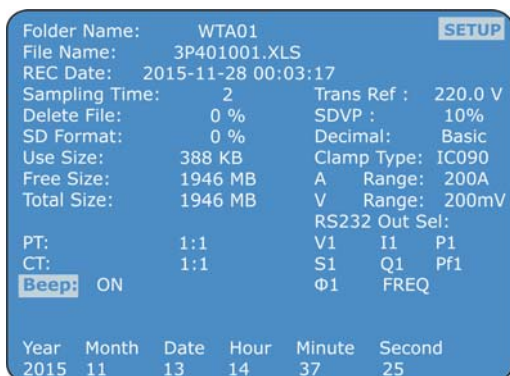 Folder Name: WTA01 SETUP
File Name: 3P401001.XLS
REC Date: 2015-11-28 00:03:17
Sampling Time: 2 Trans Ref : 220.0 V
Delete File: 0 % SDVP : 10%
SD Format: 0 % Decimal: Basic
Use Size: 388 KB Clamp Type: IC090
Free Size: 1946 MB A Range: 200A
Total Size: 1946 MB V Range: 200mV
RS232 Out Sel:
PT: 1:1 V1 I1 P1
CT: 1:1 S1 Q1 Pf1
Beep: ON Φ1 FREQ
Year Month Date Hour Minute Second
2015 11 13 14 37 25